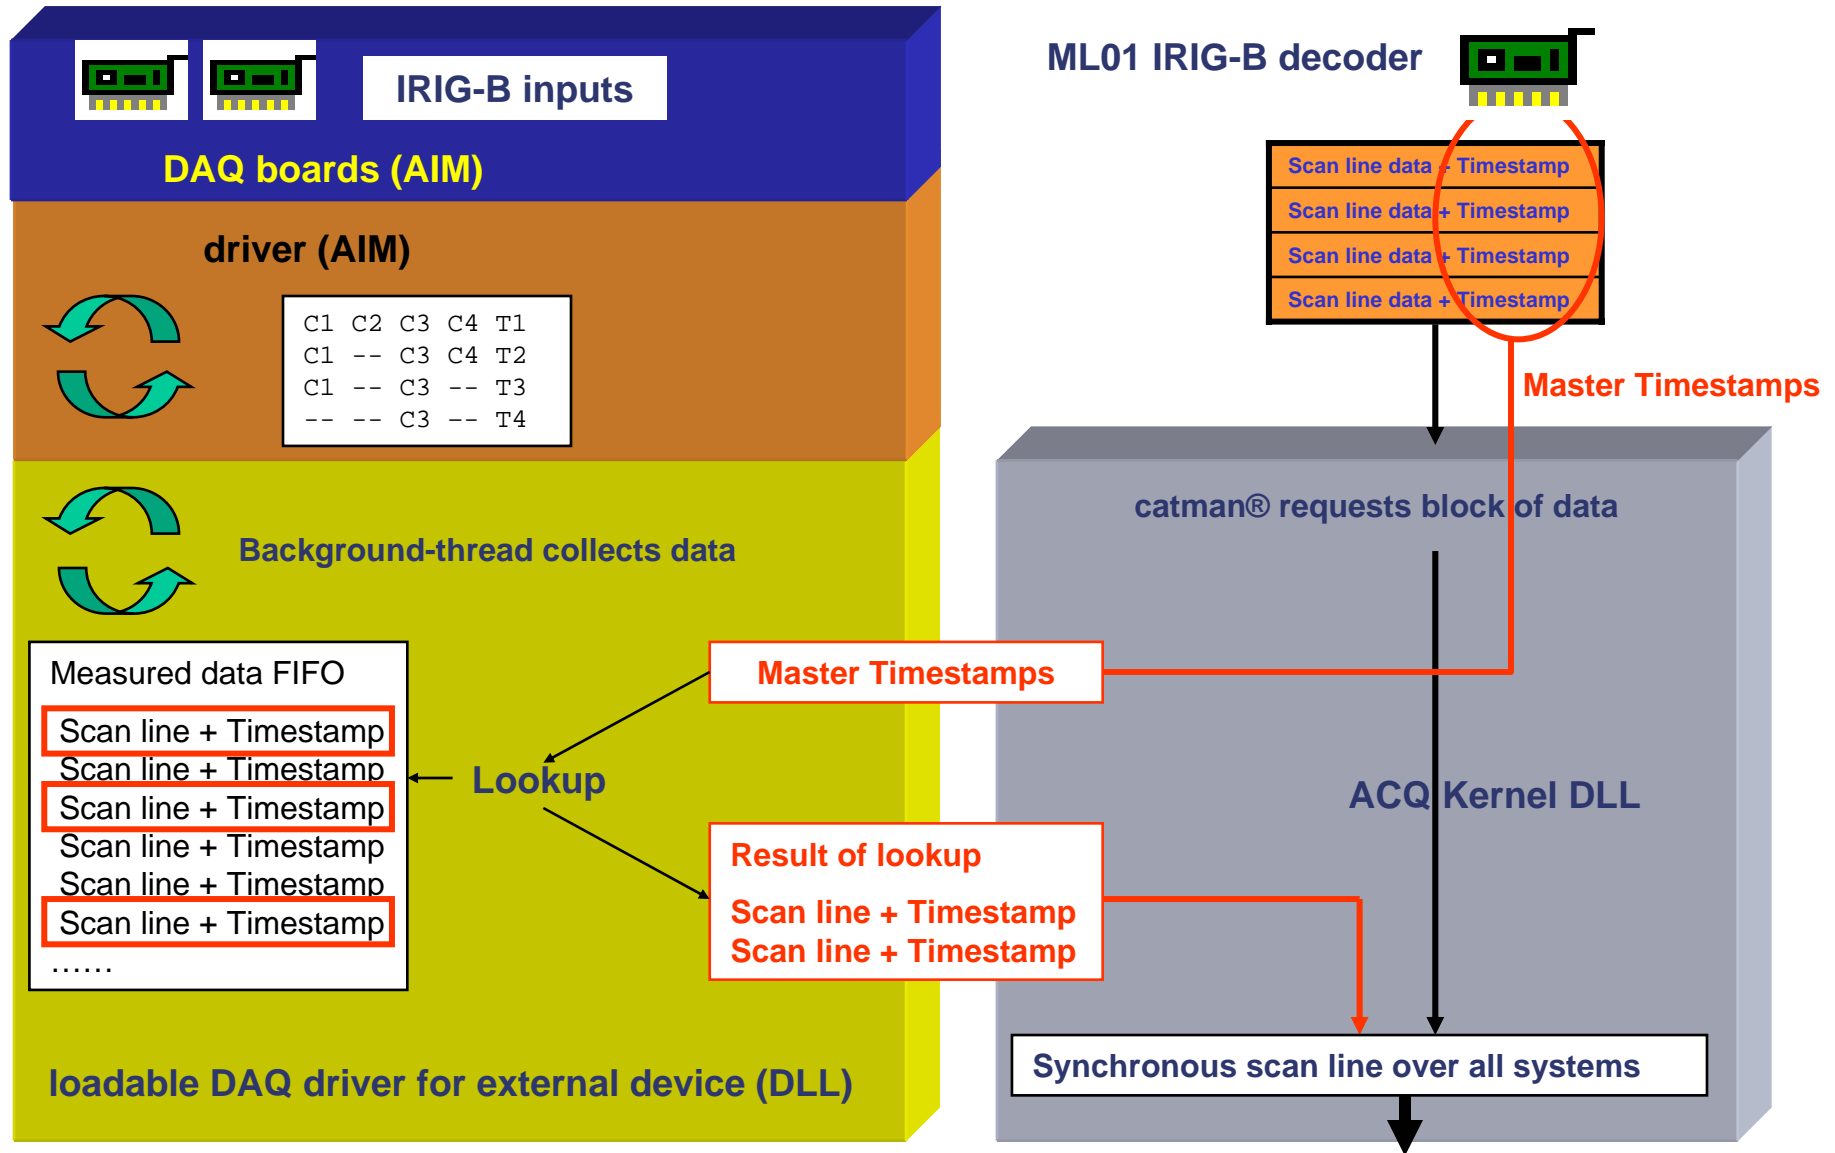 IRIG-B inputs
DAQ boards (AIM)
driver (AIM)
C1 C2 C3 C4 T1
C1 -- C3 C4 T2
C1 -- C3 -- T3
-- -- C3 -- T4
Background-thread collects data
Measured data FIFO
Scan line + Timestamp
Scan line + Timestamp
Scan line + Timestamp
Scan line + Timestamp
Scan line + Timestamp
Scan line + Timestamp
……
Lookup
loadable DAQ driver for external device (DLL)
Master Timestamps
Result of lookup
Scan line + Timestamp
Scan line + Timestamp
ML01 IRIG-B decoder
Scan line data + Timestamp
Scan line data + Timestamp
Scan line data + Timestamp
Scan line data + Timestamp
Master Timestamps
catman® requests block of data
ACQ Kernel DLL
Synchronous scan line over all systems